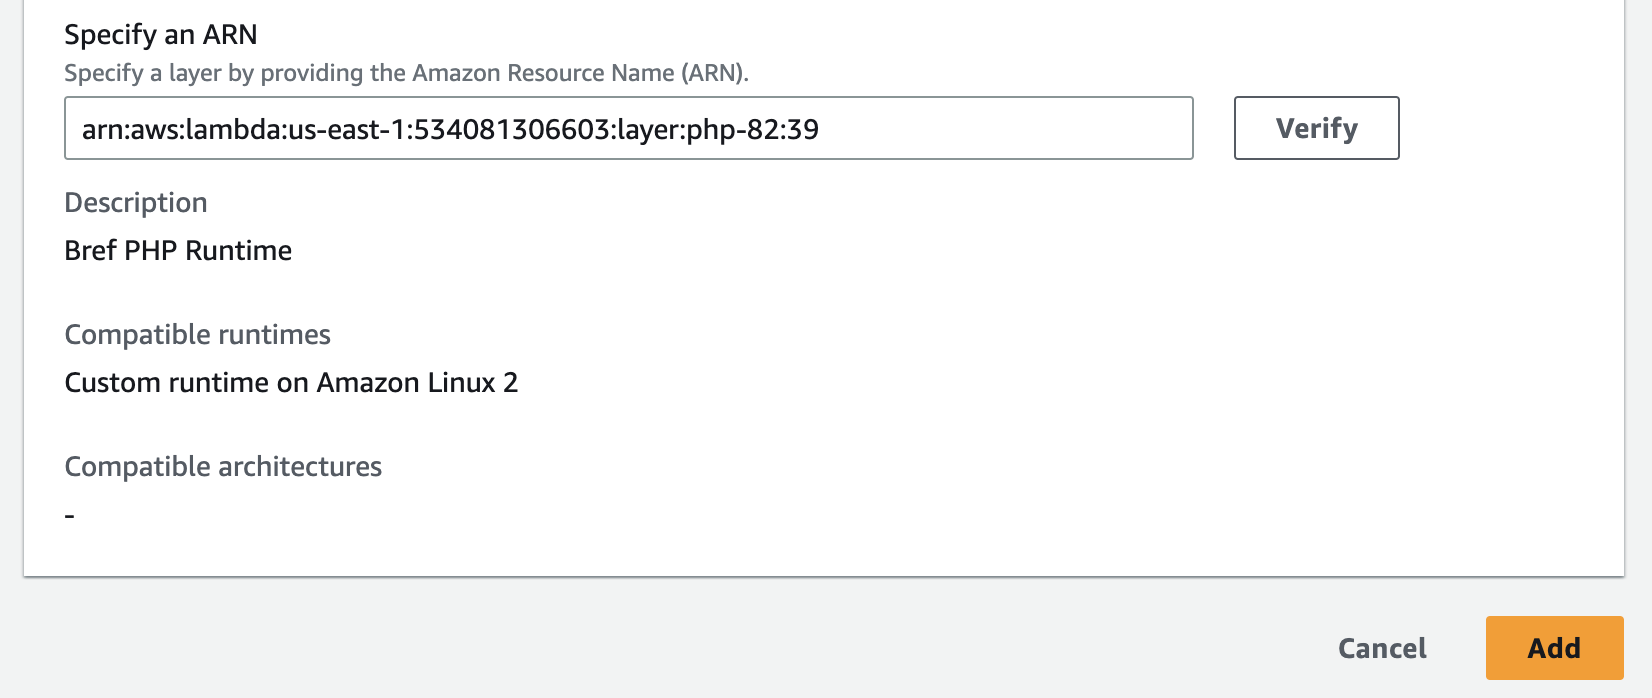 Specify an ARN
Specify a layer by providing the Amazon Resource Name (ARN).
arn:aws:lambda:us-east-1:534081306603:layer:php-82:39
Verify
Description
Bref PHP Runtime
Compatible runtimes
Custom runtime on Amazon Linux 2
Compatible architectures
-
Cancel
Add